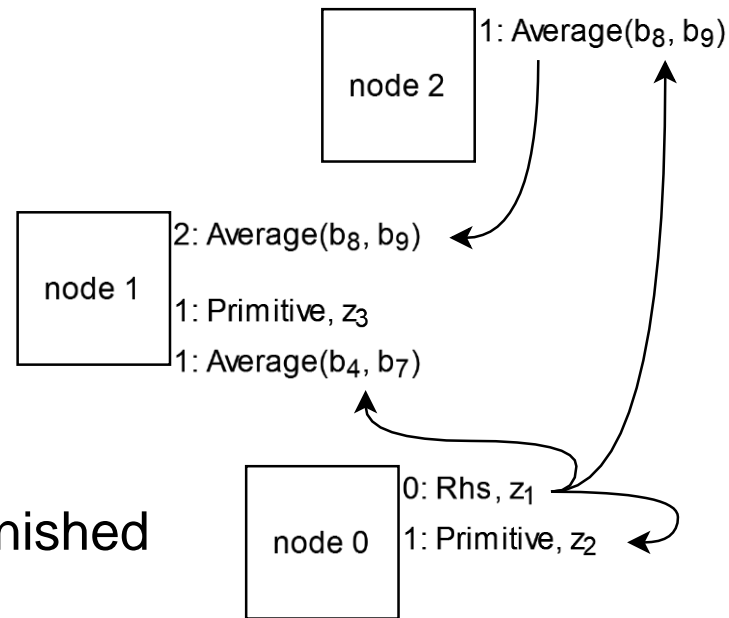 1: Average(b₈, b₉)
node 2
2: Average(b₈, b₉)
node 1
1: Primitive, z₃
1: Average(b₄, b₇)
0: Rhs, z₁
nished
node 0
1: Primitive, z₂